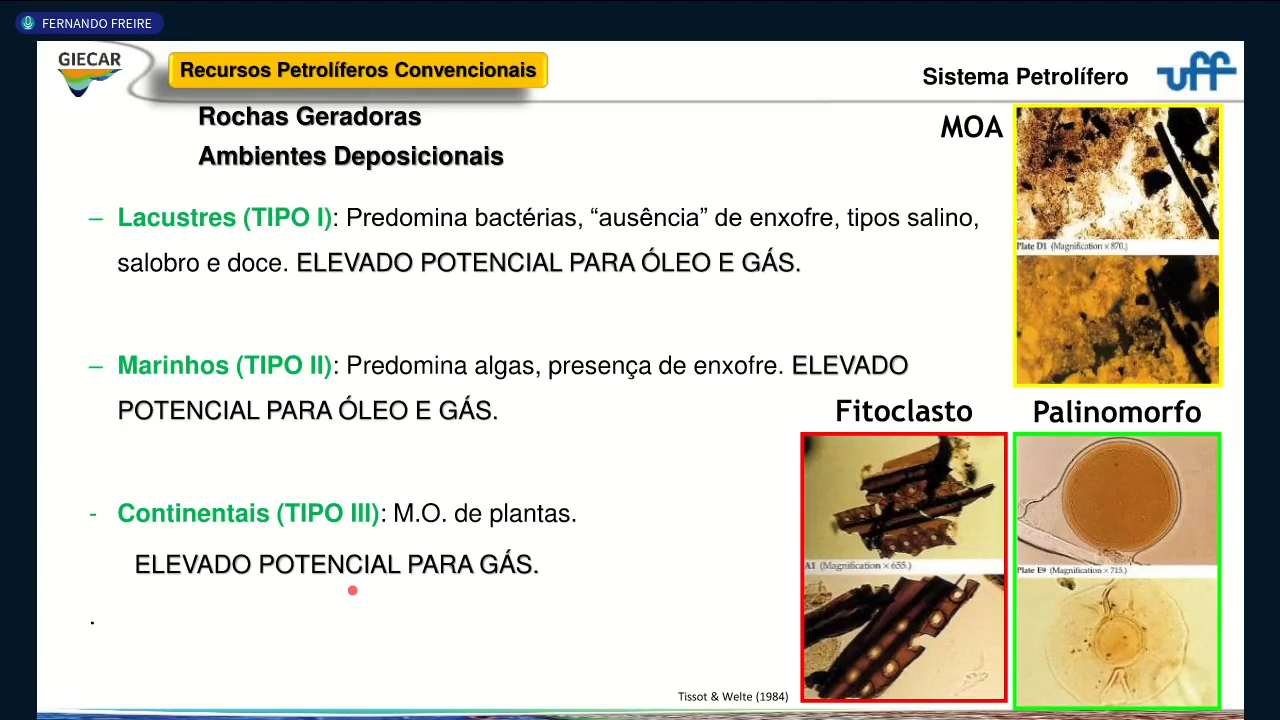 FERNANDO FREIRE
GIECAR
Recursos Petrolíferos Convencionais
Sistema Petrolífero
uff
Rochas Geradoras
Ambientes Deposicionais
MOA
– Lacustres (TIPO I): Predomina bactérias, “ausência” de enxofre, tipos salino,
salobro e doce. ELEVADO POTENCIAL PARA ÓLEO E GÁS.
Plate D1 (Magnification × 870.)
– Marinhos (TIPO II): Predomina algas, presença de enxofre. ELEVADO
POTENCIAL PARA ÓLEO E GÁS.
Fitoclasto
Palinomorfo
- Continentais (TIPO III): M.O. de plantas.
ELEVADO POTENCIAL PARA GÁS.
.
A1 (Magnification × 655.)
Plate E9 (Magnification × 715.)
Tissot & Welte (1984)